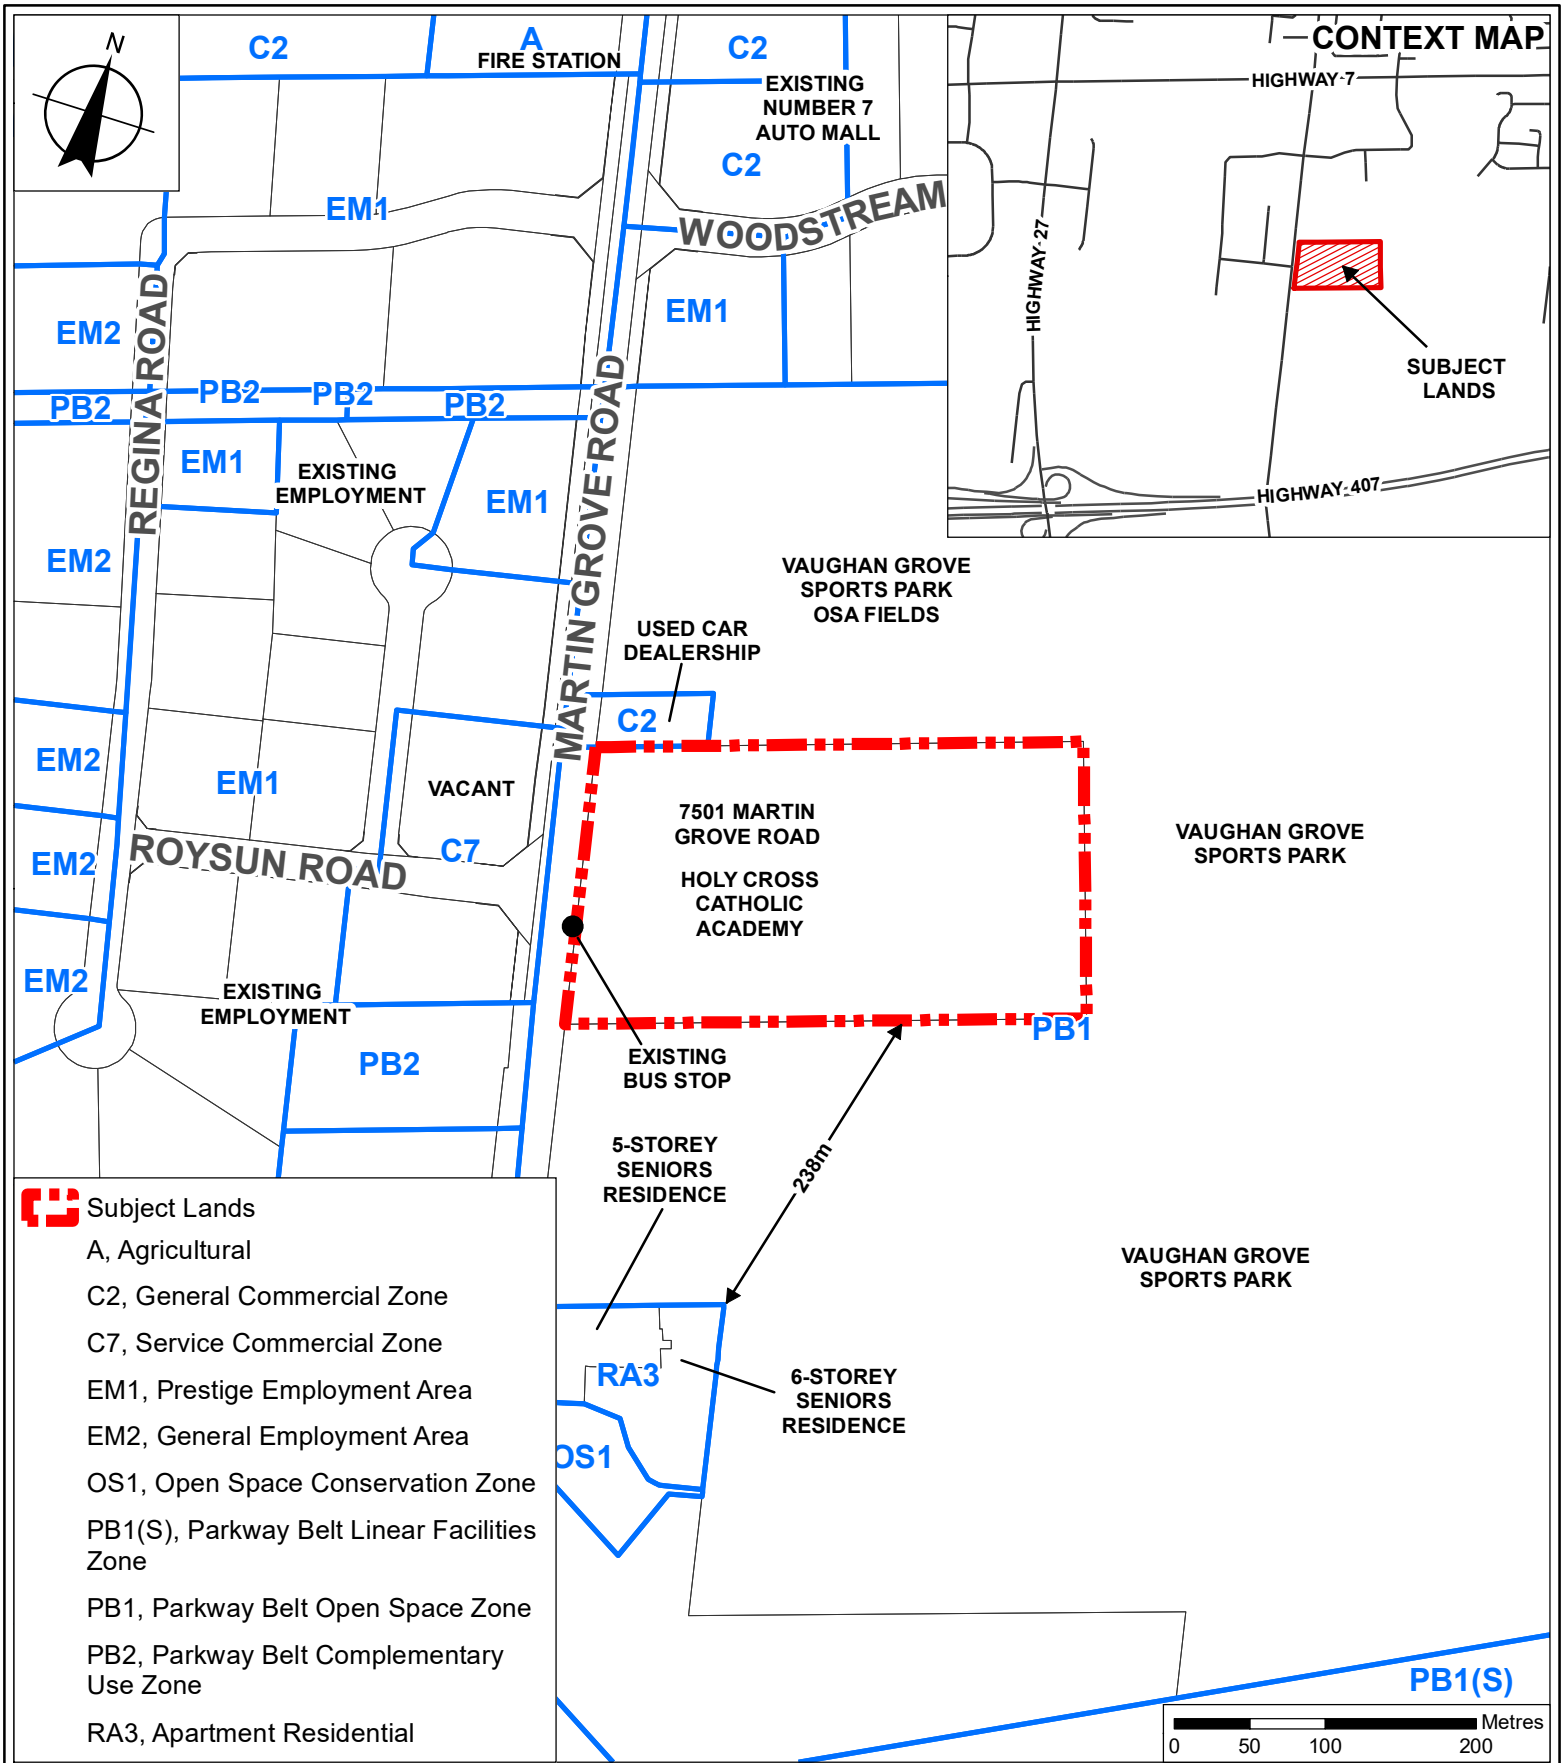 N
C2
A
FIRE STATION
C2
EXISTING
NUMBER 7
AUTO MALL
C2
CONTEXT MAP
HIGHWAY 7
HIGHWAY 27
SUBJECT
LANDS
HIGHWAY 407
EM1
WOODSTREAM
EM2
REGINA ROAD
EM1
MARTIN GROVE ROAD
PB2
PB2
PB2
PB2
EM1
EXISTING
EMPLOYMENT
EM1
EM2
VAUGHAN GROVE
SPORTS PARK
OSA FIELDS
USED CAR
DEALERSHIP
C2
EM2
EM1
VACANT
7501 MARTIN
GROVE ROAD
HOLY CROSS
CATHOLIC
ACADEMY
VAUGHAN GROVE
SPORTS PARK
EM2
ROYSUN ROAD
C7
EM2
EXISTING
EMPLOYMENT
PB2
EXISTING
BUS STOP
PB1
5-STOREY
SENIORS
RESIDENCE
238m
VAUGHAN GROVE
SPORTS PARK
RA3
6-STOREY
SENIORS
RESIDENCE
OS1
Subject Lands
A, Agricultural
C2, General Commercial Zone
C7, Service Commercial Zone
EM1, Prestige Employment Area
EM2, General Employment Area
OS1, Open Space Conservation Zone
PB1(S), Parkway Belt Linear Facilities
Zone
PB1, Parkway Belt Open Space Zone
PB2, Parkway Belt Complementary
Use Zone
RA3, Apartment Residential
PB1(S)
Metres
0 50 100 200